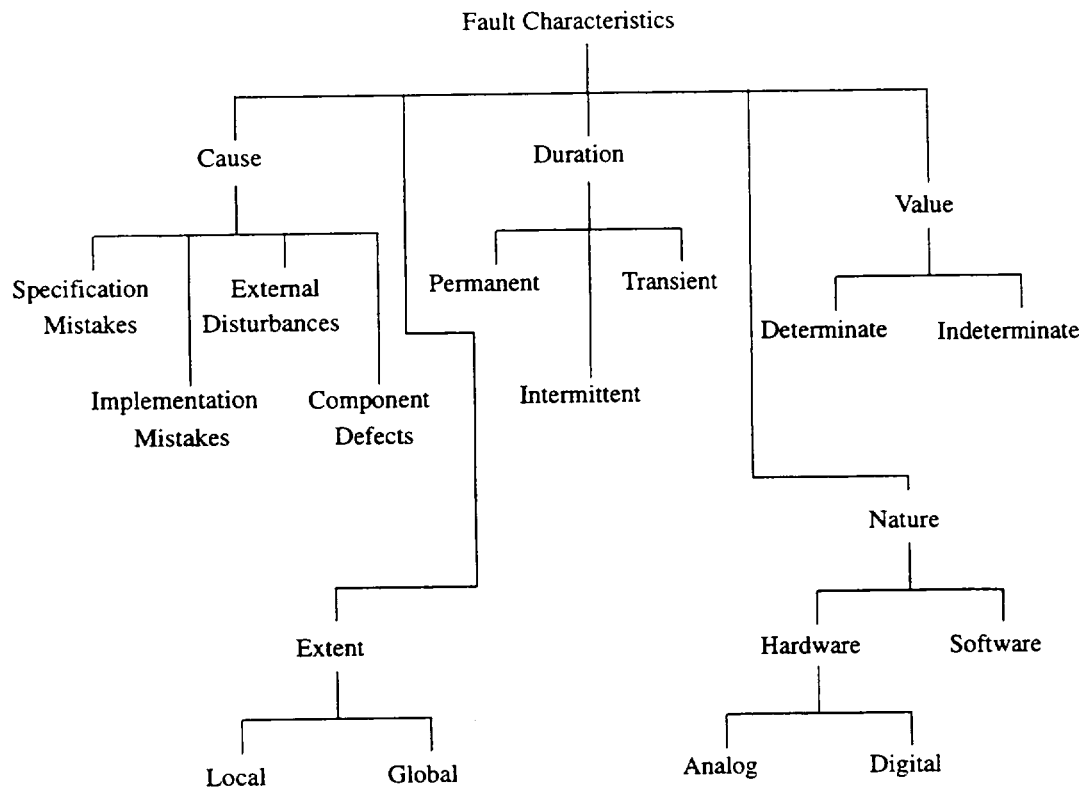 Fault Characteristics
Cause
Duration
Value
Specification
Mistakes
External
Disturbances
Permanent
Transient
Determinate
Indeterminate
Implementation
Mistakes
Component
Defects
Intermittent
Nature
Extent
Hardware
Software
Local
Global
Analog
Digital